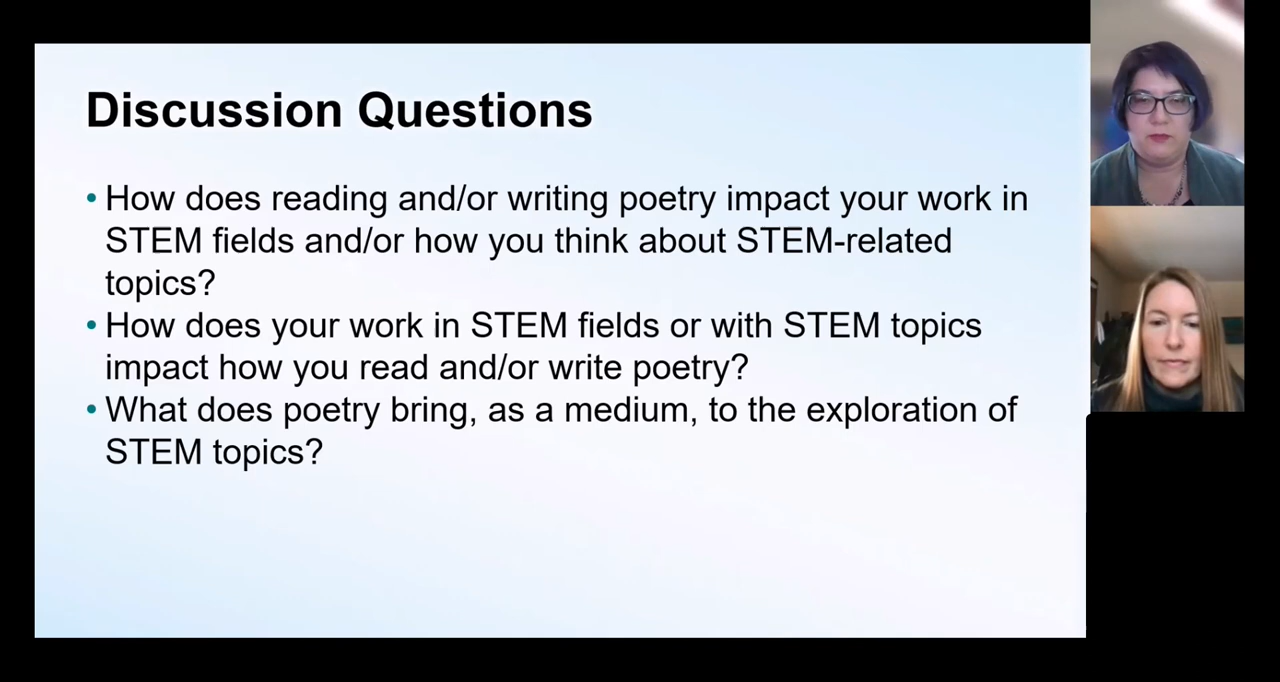 Discussion Questions
• How does reading and/or writing poetry impact your work in
STEM fields and/or how you think about STEM-related
topics?
• How does your work in STEM fields or with STEM topics
impact how you read and/or write poetry?
• What does poetry bring, as a medium, to the exploration of
STEM topics?